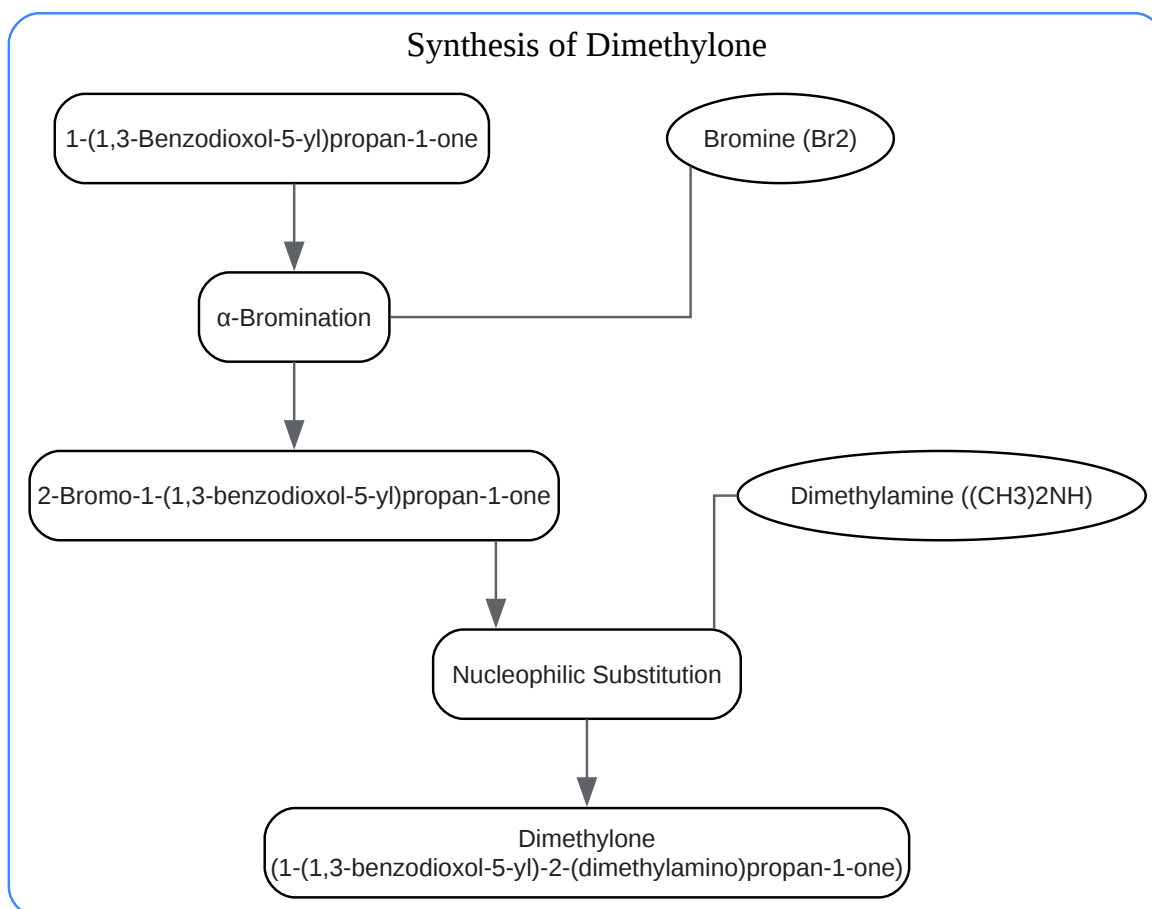 Synthesis of Dimethylone
1-(1,3-Benzodioxol-5-yl)propan-1-one
Bromine (Br2)
α-Bromination
2-Bromo-1-(1,3-benzodioxol-5-yl)propan-1-one
Dimethylamine ((CH3)2NH)
Nucleophilic Substitution
Dimethylone
(1-(1,3-benzodioxol-5-yl)-2-(dimethylamino)propan-1-one)